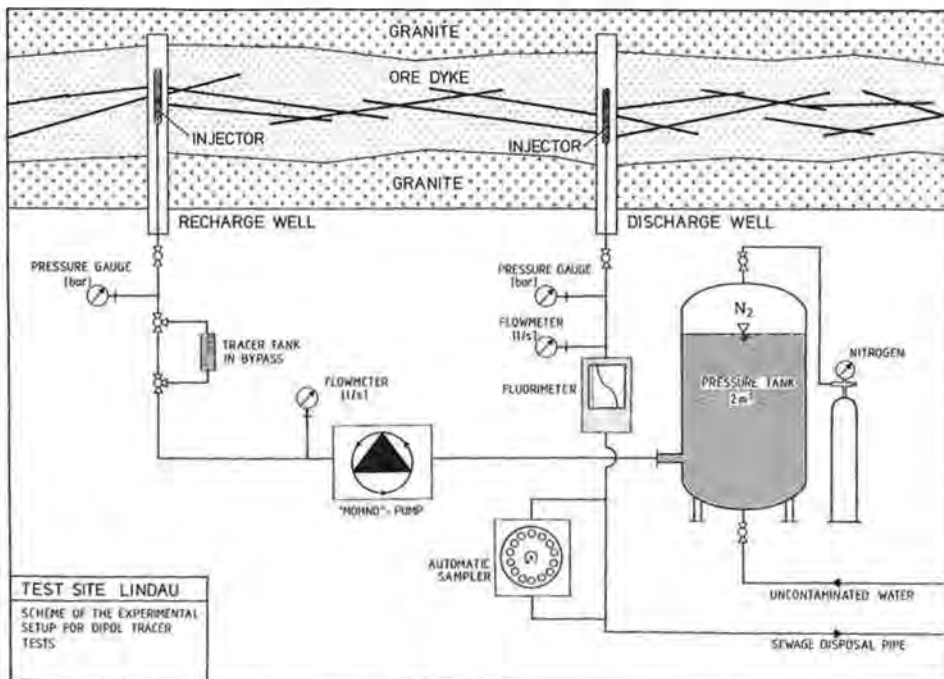 GRANITE
ORE DYKE
INJECTOR
INJECTOR
GRANITE
RECHARGE WELL
DISCHARGE WELL
PRESSURE GAUGE
[bar]
PRESSURE GAUGE
[bar]
TRACER TANK
IN BYPASS
FLOWMETER
[l/s]
FLOWMETER
[l/s]
FLUORIMETER
N2
PRESSURE TANK
2m³
NITROGEN
"MOHNO"- PUMP
AUTOMATIC
SAMPLER
UNCONTAMINATED WATER
SEWAGE DISPOSAL PIPE
TEST SITE LINDAU
SCHEME OF THE EXPERIMENTAL
SETUP FOR DIPOL TRACER
TESTS